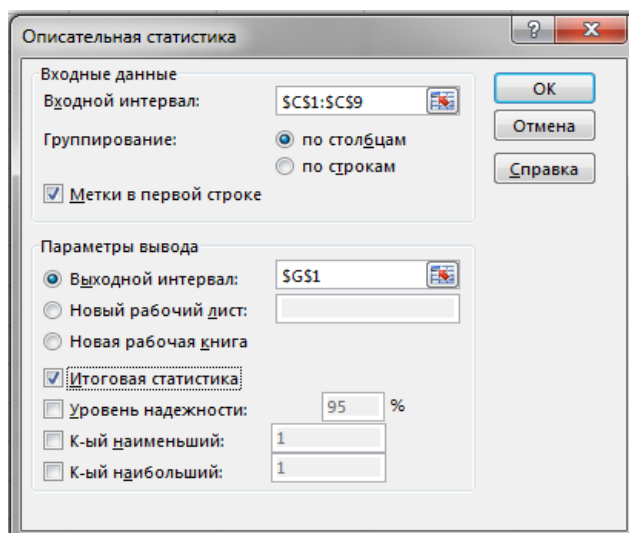 Описательная статистика
Входные данные
Входной интервал: $C$1:$C$9
Группирование: по столбцам
по строкам
Метки в первой строке
OK
Отмена
Справка
Параметры вывода
Выходной интервал: $G$1
Новый рабочий лист:
Новая рабочая книга
Итоговая статистика
Уровень надежности: 95 %
К-ый наименьший: 1
К-ый наибольший: 1